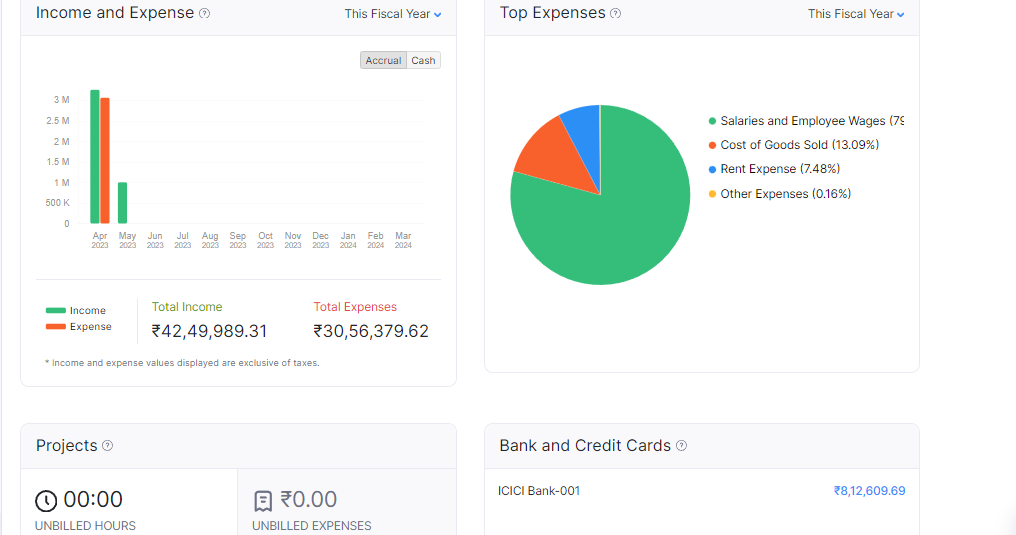 Income and Expense
This Fiscal Year
Accrual Cash
3 M
2.5 M
2 M
1.5 M
1 M
500 K
0
Apr May Jun Jul Aug Sep Oct Nov Dec Jan Feb Mar
2023 2023 2023 2023 2023 2023 2023 2023 2023 2024 2024 2024
Income
Expense
Total Income
₹42,49,989.31
Total Expenses
₹30,56,379.62
* Income and expense values displayed are exclusive of taxes.
Top Expenses
This Fiscal Year
Salaries and Employee Wages (79
Cost of Goods Sold (13.09%)
Rent Expense (7.48%)
Other Expenses (0.16%)
Projects
00:00
UNBILLED HOURS
₹0.00
UNBILLED EXPENSES
Bank and Credit Cards
ICICI Bank-001 ₹8,12,609.69